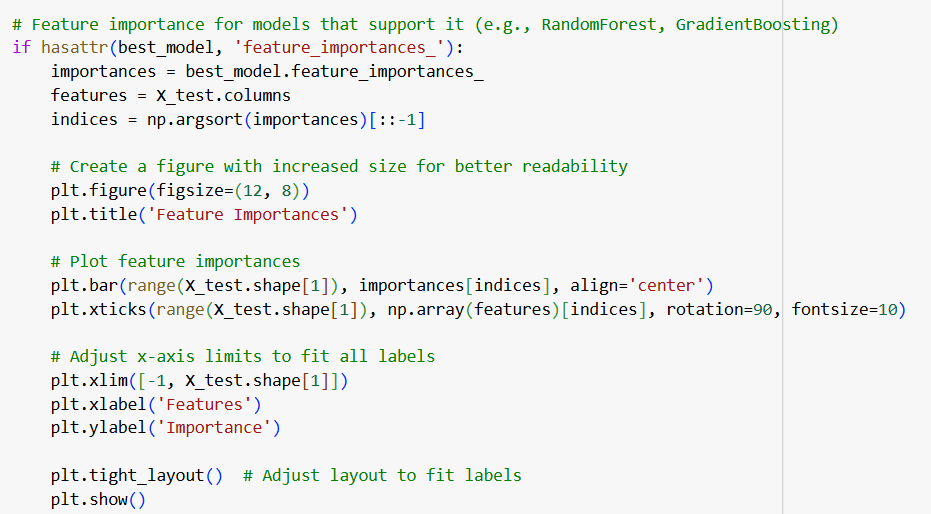 # Feature importance for models that support it (e.g., RandomForest, GradientBoosting)
if hasattr(best_model, 'feature_importances_'):
    importances = best_model.feature_importances_
    features = X_test.columns
    indices = np.argsort(importances)[::-1]

    # Create a figure with increased size for better readability
    plt.figure(figsize=(12, 8))
    plt.title('Feature Importances')

    # Plot feature importances
    plt.bar(range(X_test.shape[1]), importances[indices], align='center')
    plt.xticks(range(X_test.shape[1]), np.array(features)[indices], rotation=90, fontsize=10)

    # Adjust x-axis limits to fit all labels
    plt.xlim([-1, X_test.shape[1]])
    plt.xlabel('Features')
    plt.ylabel('Importance')

    plt.tight_layout()  # Adjust layout to fit labels
    plt.show()